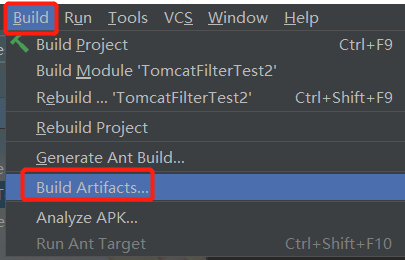 Build Run Tools VCS Window Help
Build Project Ctrl+F9
Build Module 'TomcatFilterTest2'
Rebuild ... 'TomcatFilterTest2' Ctrl+Shift+F9
Rebuild Project
Generate Ant Build...
Build Artifacts...
Analyze APK...
Run Ant Target Ctrl+Shift+F10